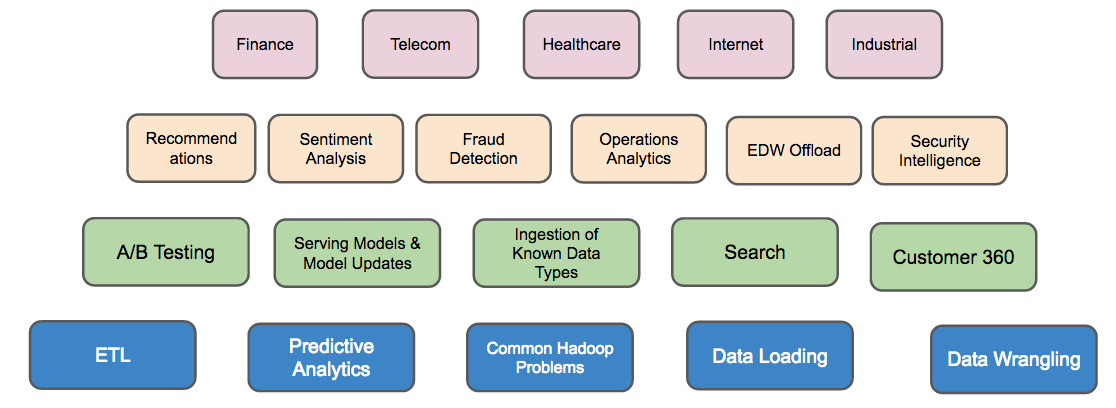 Finance
Telecom
Healthcare
Internet
Industrial
Recommend
ations
Sentiment
Analysis
Fraud
Detection
Operations
Analytics
EDW Offload
Security
Intelligence
A/B Testing
Serving Models &
Model Updates
Ingestion of
Known Data
Types
Search
Customer 360
ETL
Predictive
Analytics
Common Hadoop
Problems
Data Loading
Data Wrangling